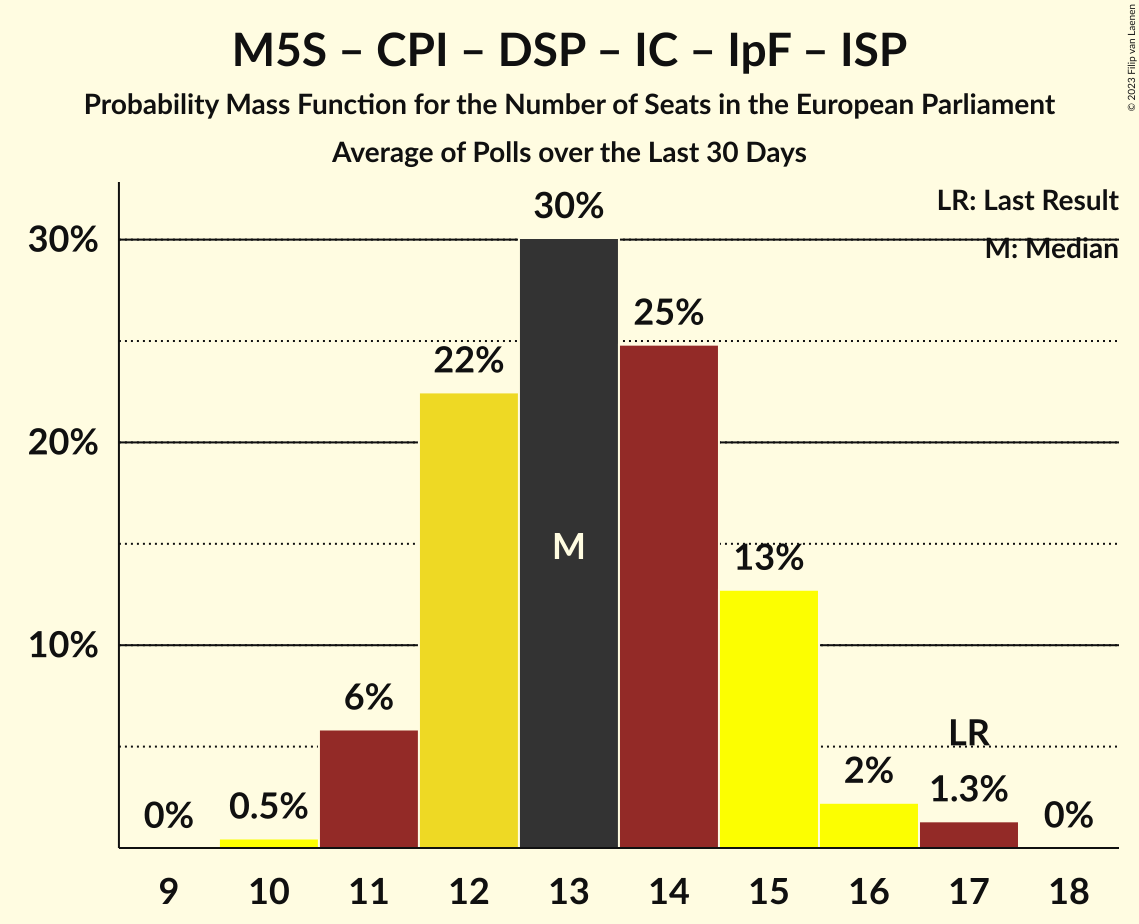 M5S – CPI – DSP – IC – IpF – ISP
Probability Mass Function for the Number of Seats in the European Parliament
Average of Polls over the Last 30 Days
© 2023 Filip van Laenen
LR: Last Result
M: Median
30%
20%
10%
0%
0.5%
6%
22%
30%
25%
13%
2%
1.3%
0%
M
LR
9 10 11 12 13 14 15 16 17 18